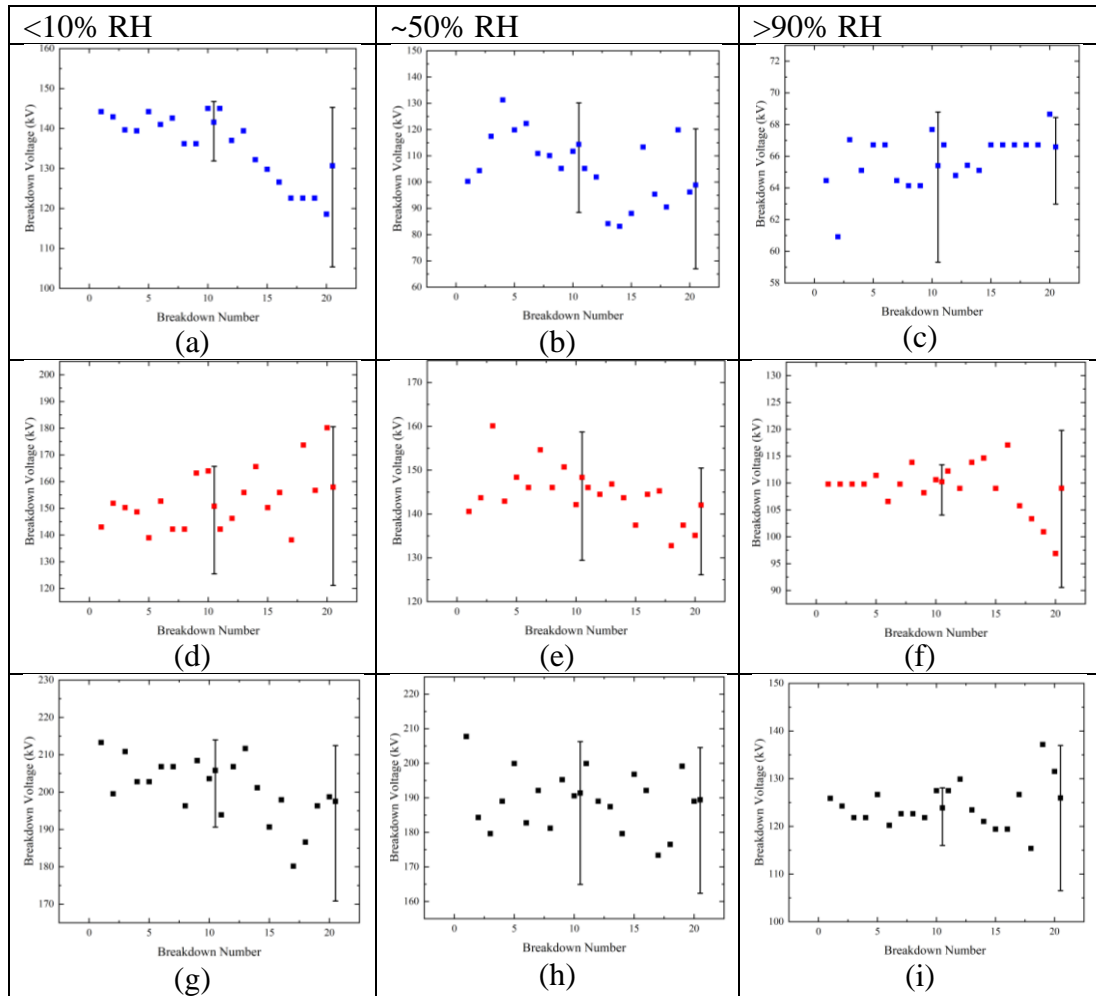 <10% RH
~50% RH
>90% RH
160
150
140
130
120
110
100
0 5 10 15 20
Breakdown Voltage (kV)
Breakdown Number
(a)
150
140
130
120
110
100
90
80
70
60
0 5 10 15 20
Breakdown Voltage (kV)
Breakdown Number
(b)
72
70
68
66
64
62
60
58
0 5 10 15 20
Breakdown Voltage (kV)
Breakdown Number
(c)
200
190
180
170
160
150
140
130
120
0 5 10 15 20
Breakdown Voltage (kV)
Breakdown Number
(d)
170
160
150
140
130
120
0 5 10 15 20
Breakdown Voltage (kV)
Breakdown Number
(e)
130
125
120
115
110
105
100
95
90
0 5 10 15 20
Breakdown Voltage (kV)
Breakdown Number
(f)
230
220
210
200
190
180
170
0 5 10 15 20
Breakdown Voltage (kV)
Breakdown Number
(g)
220
210
200
190
180
170
160
0 5 10 15 20
Breakdown Voltage (kV)
Breakdown Number
(h)
150
140
130
120
110
100
0 5 10 15 20
Breakdown Voltage (kV)
Breakdown Number
(i)